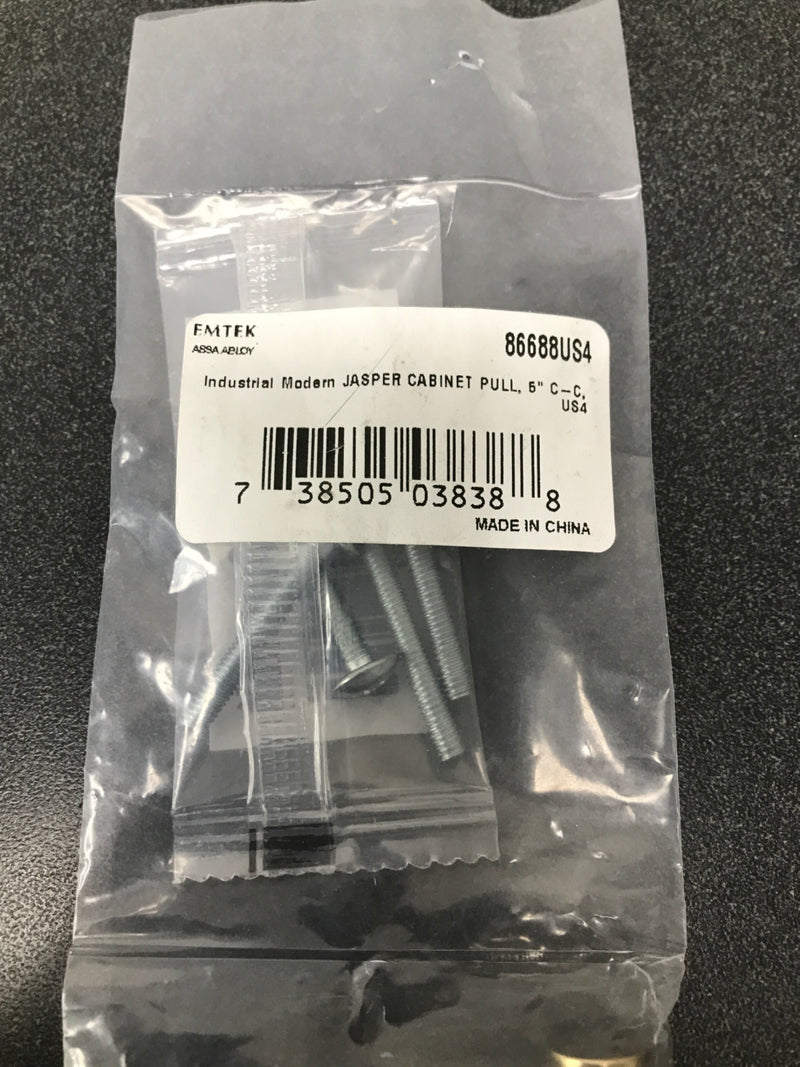 EMTEK
ASSA ABLOY
86688US4
Industrial Modern JASPER CABINET PULL, 5" C-C,
US4
7 38505 03838 8
MADE IN CHINA